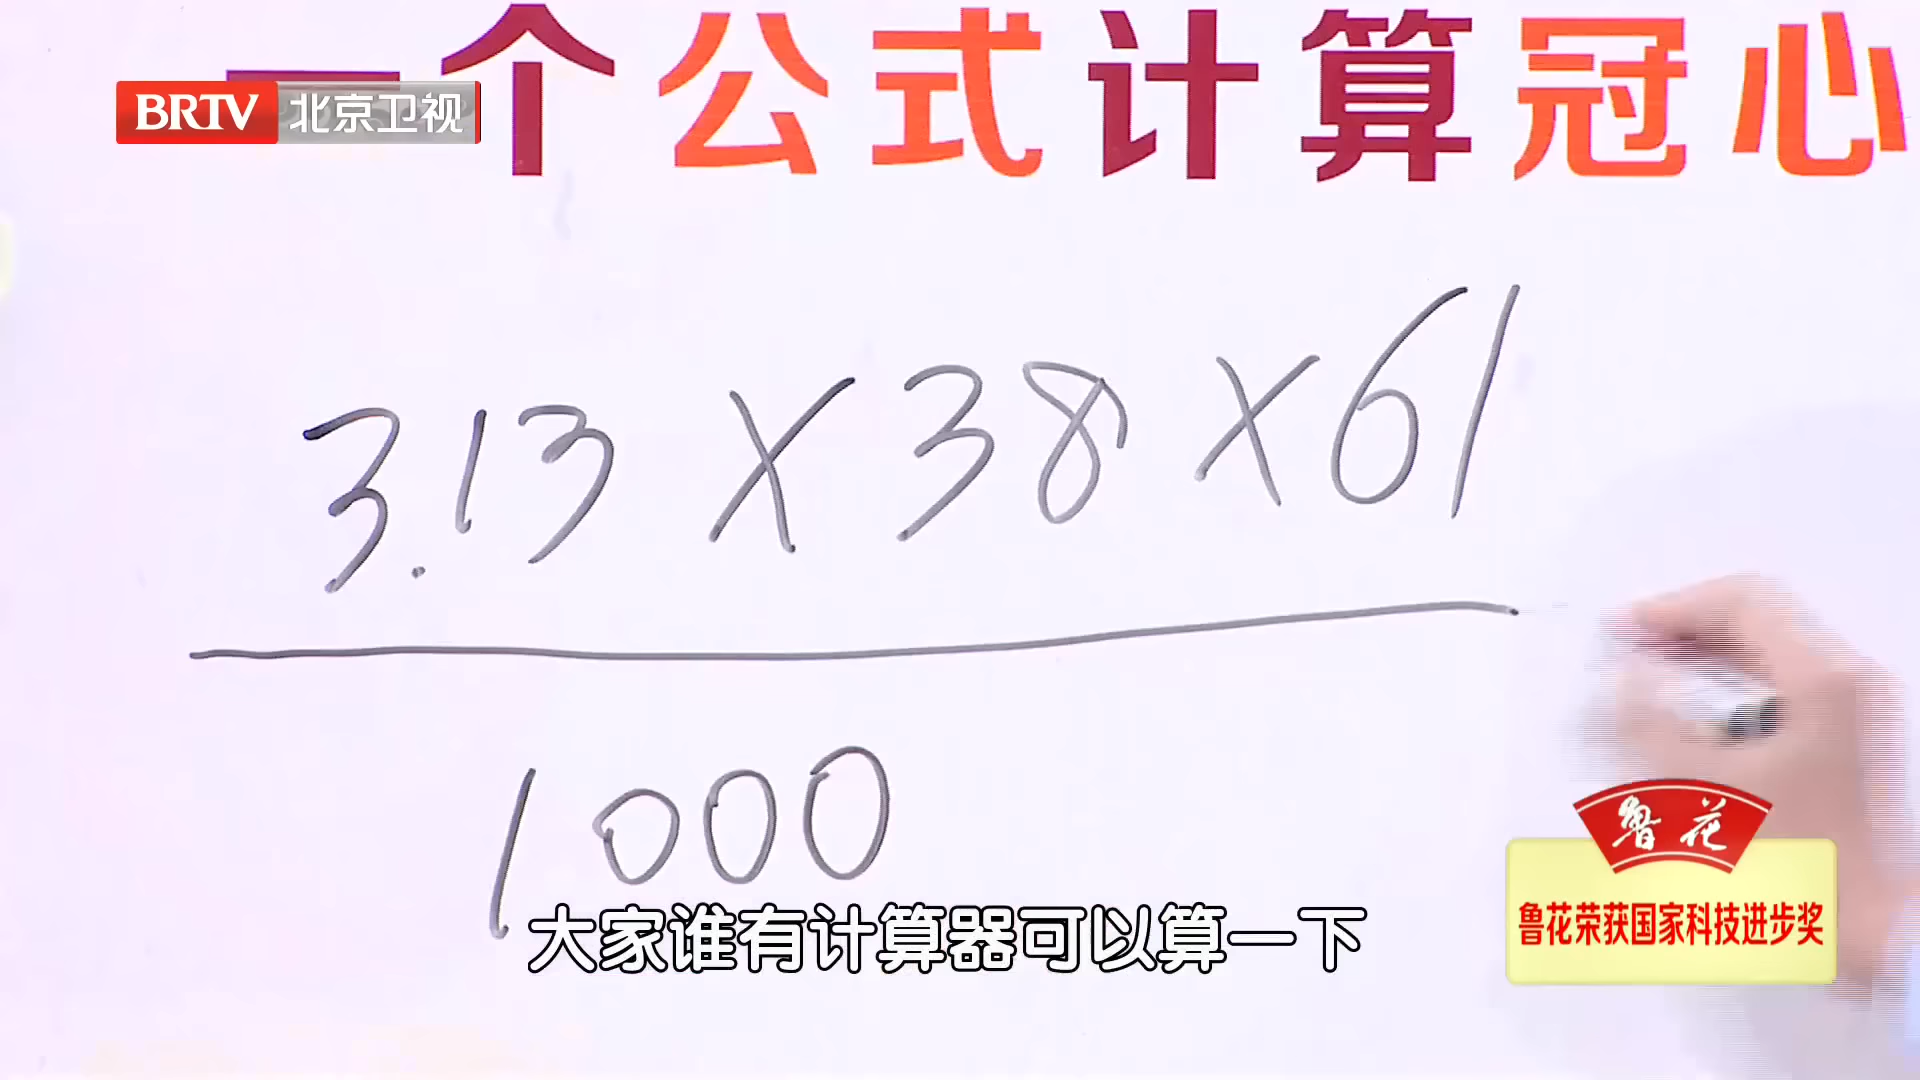 一个公式计算冠心
BRTV 北京卫视
3.13 × 38 × 61
1000
鲁花
鲁花荣获国家科技进步奖
大家谁有计算器可以算一下